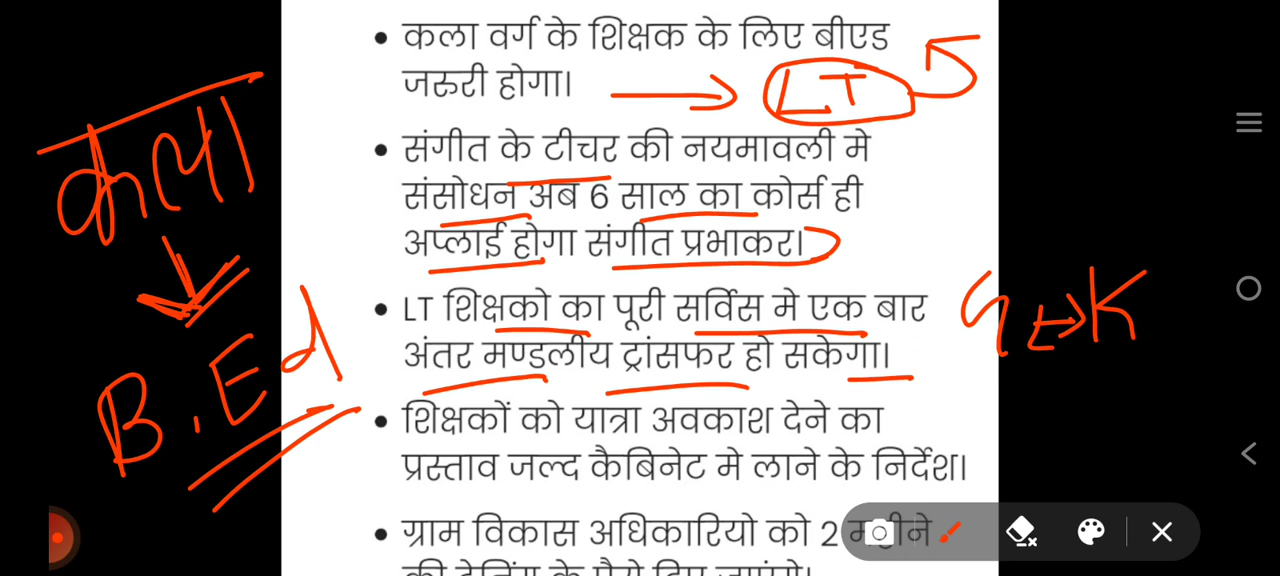 कला वर्ग के शिक्षक के लिए बीएड
जरुरी होगा।
LT
कला
संगीत के टीचर की नयमावली मे
संसोधन अब 6 साल का कोर्स ही
अप्लाई होगा संगीत प्रभाकर।
LT शिक्षको का पूरी सर्विस मे एक बार
अंतर मण्डलीय ट्रांसफर हो सकेगा।
G K
B.Ed
शिक्षकों को यात्रा अवकाश देने का
प्रस्ताव जल्द कैबिनेट मे लाने के निर्देश।
ग्राम विकास अधिकारियो को 2 महीने
की ट्रेनिंग के पैसे दिए जाएंगे।